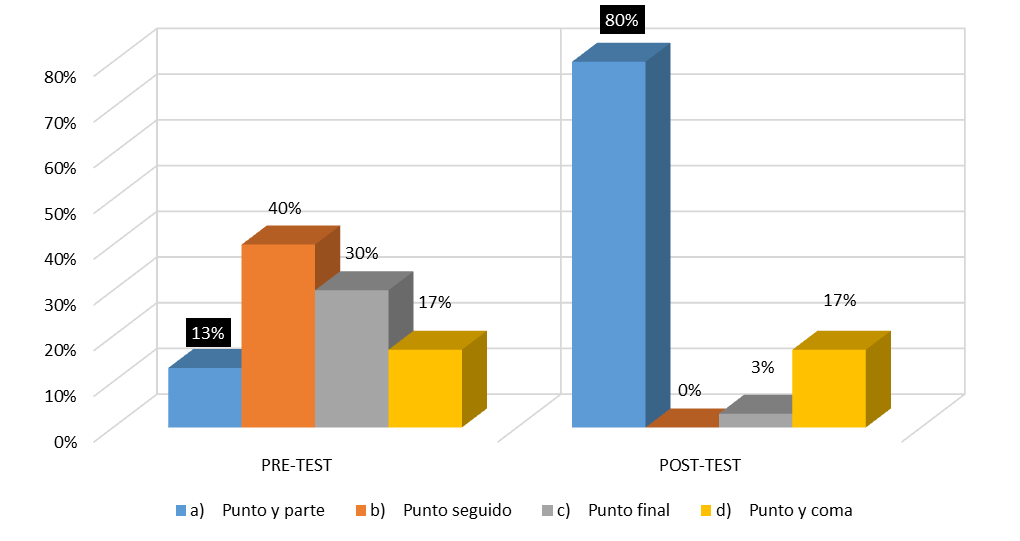 80%
80%
70%
60%
50%
40%
30%
20%
10%
0%
13%
40%
30%
17%
0%
3%
17%
PRE-TEST
POST-TEST
a) Punto y parte
b) Punto seguido
c) Punto final
d) Punto y coma